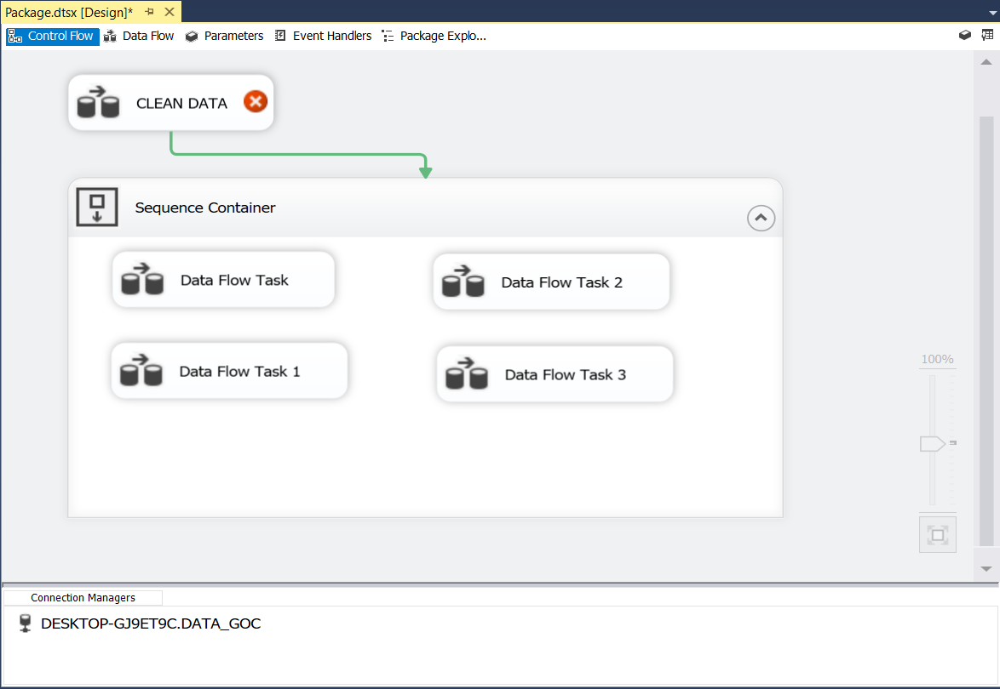 Package.dtsx [Design]*
Control Flow Data Flow Parameters Event Handlers Package Explo...
CLEAN DATA
Sequence Container
Data Flow Task Data Flow Task 2
Data Flow Task 1 Data Flow Task 3
100%
Connection Managers
DESKTOP-GJ9ET9C.DATA_GOC